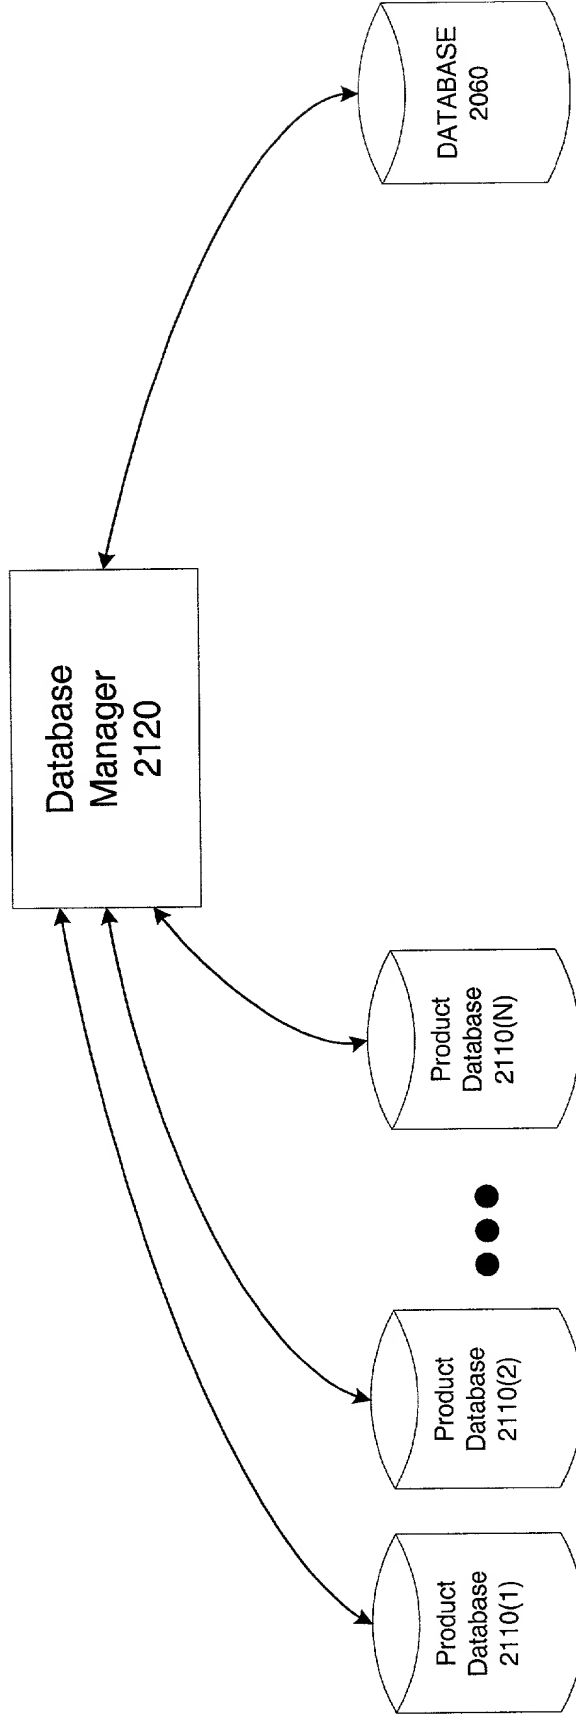 Database
Manager
2120
Product
Database
2110(1)
Product
Database
2110(2)
Product
Database
2110(N)
DATABASE
2060